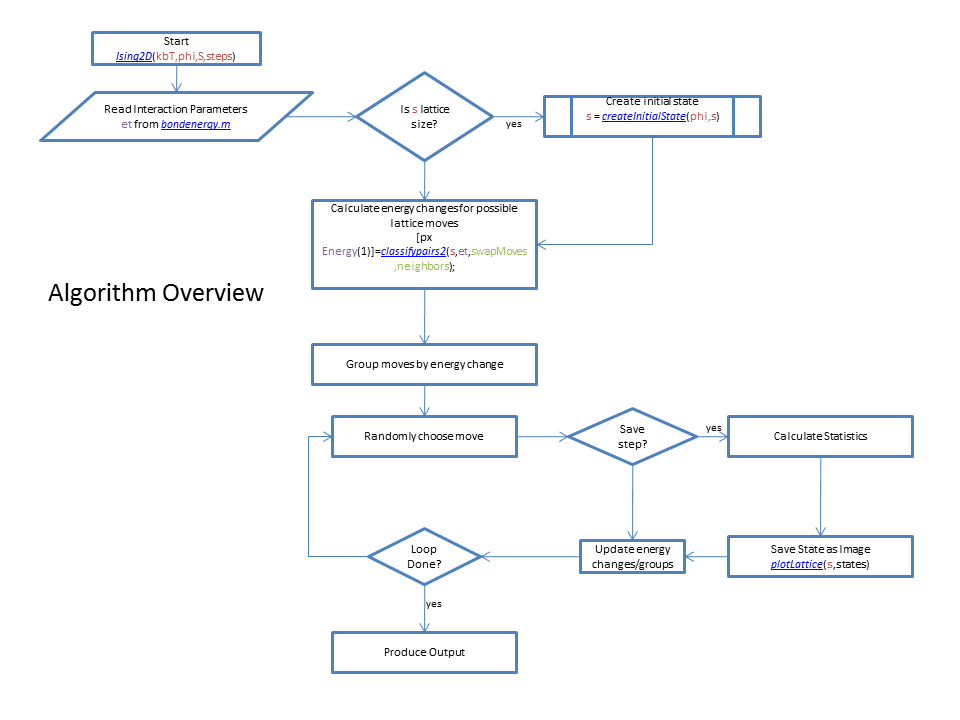 Start
Ising2D(kbT,phi,S,steps)
Read Interaction Parameters
et from bondenergy.m
Is s lattice
size?
yes
Create initial state
s = createInitialState(phi,s)
Calculate energy changes for possible
lattice moves
[px
Energy(1)]=classifypairs2(s,et,swapMoves
,neighbors);
Algorithm Overview
Group moves by energy change
Randomly choose move
Save
step?
yes
Calculate Statistics
Loop
Done?
Update energy
changes/groups
Save State as Image
plotLattice(s,states)
yes
Produce Output